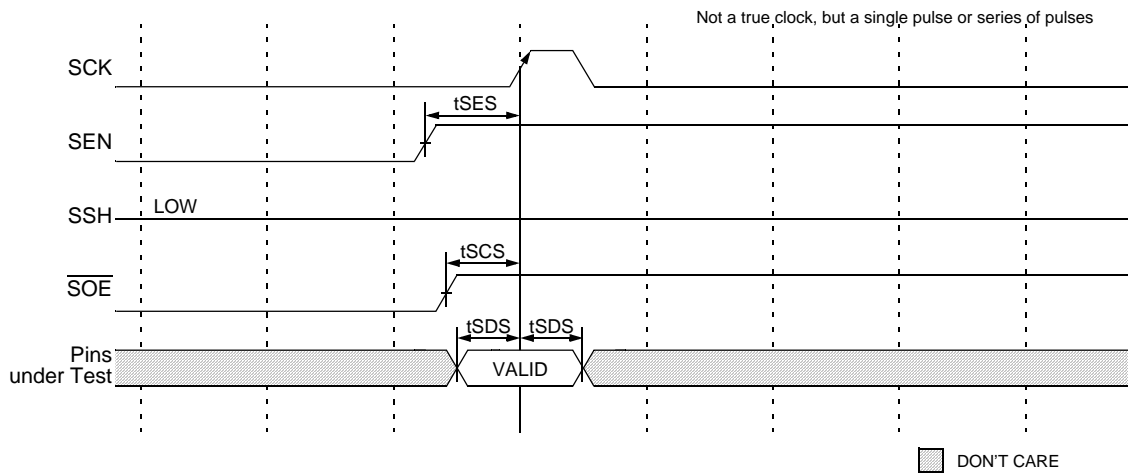 Not a true clock, but a single pulse or series of pulses
SCK
tSES
SEN
SSH
LOW
tSCS
SOE
tSDS
tSDS
Pins
under Test
VALID
DON'T CARE